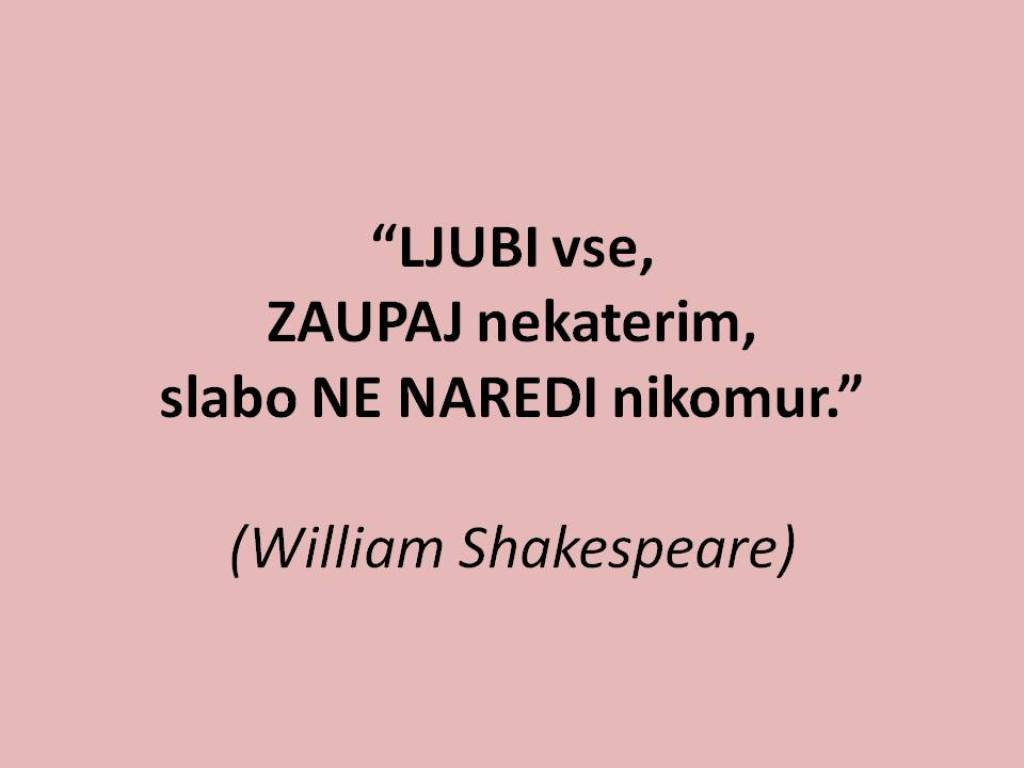 “LJUBI vse,
ZAUPAJ nekaterim,
slabo NE NAREDI nikomur.”
(William Shakespeare)